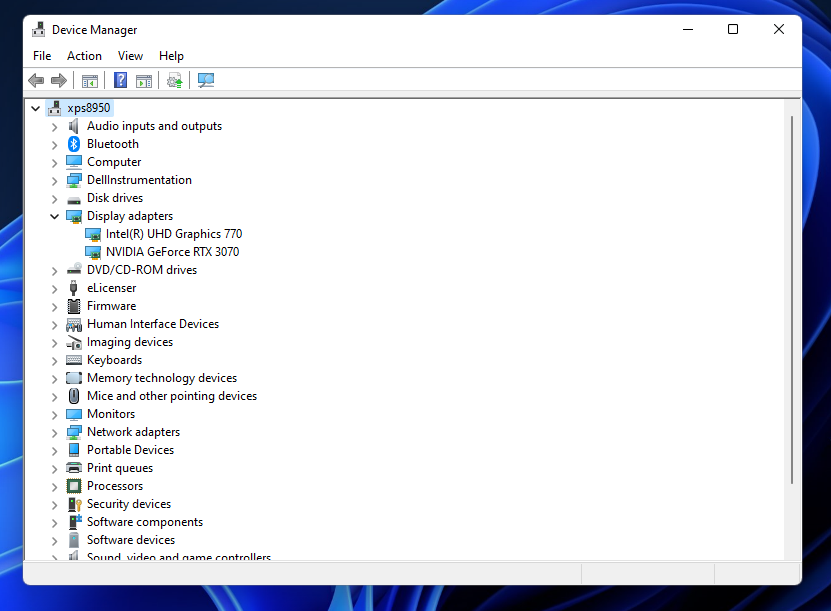 Device Manager
File Action View Help
xps8950
Audio inputs and outputs
Bluetooth
Computer
DellInstrumentation
Disk drives
Display adapters
Intel(R) UHD Graphics 770
NVIDIA GeForce RTX 3070
DVD/CD-ROM drives
eLicenser
Firmware
Human Interface Devices
Imaging devices
Keyboards
Memory technology devices
Mice and other pointing devices
Monitors
Network adapters
Portable Devices
Print queues
Processors
Security devices
Software components
Software devices
Sound, video and game controllers